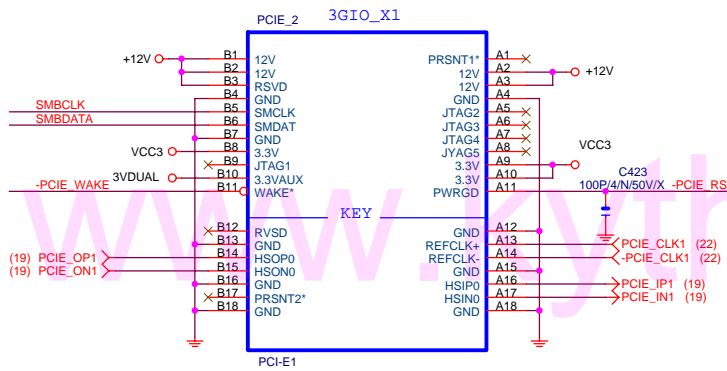 3GIO_X1
PCIE_2
+12V B1 12V PRSNT1* A1
B2 12V 12V A2 +12V
B3 RSVD 12V A3
B4 GND GND A4
SMBCLK B5 SMCLK JTAG2 A5
SMBDATA B6 SMDAT JTAG3 A6
B7 GND JTAG4 A7
VCC3 B8 3.3V JYAG5 A8 VCC3
B9 JTAG1 3.3V A9
3VDUAL B10 3.3VAUX 3.3V A10 C423
-PCIE_WAKE B11 WAKE* PWRGD A11 100P/4/N/50V/X -PCIE_RS
KEY
B12 RVSD GND A12
B13 GND REFCLK+ A13 PCIE_CLK1 (22)
(19) PCIE_OP1 B14 HSOP0 REFCLK- A14 -PCIE_CLK1 (22)
(19) PCIE_ON1 B15 HSON0 GND A15
B16 GND HSIP0 A16 PCIE_IP1 (19)
B17 PRSNT2* HSIN0 A17 PCIE_IN1 (19)
B18 GND GND A18
PCI-E1
www.kyth